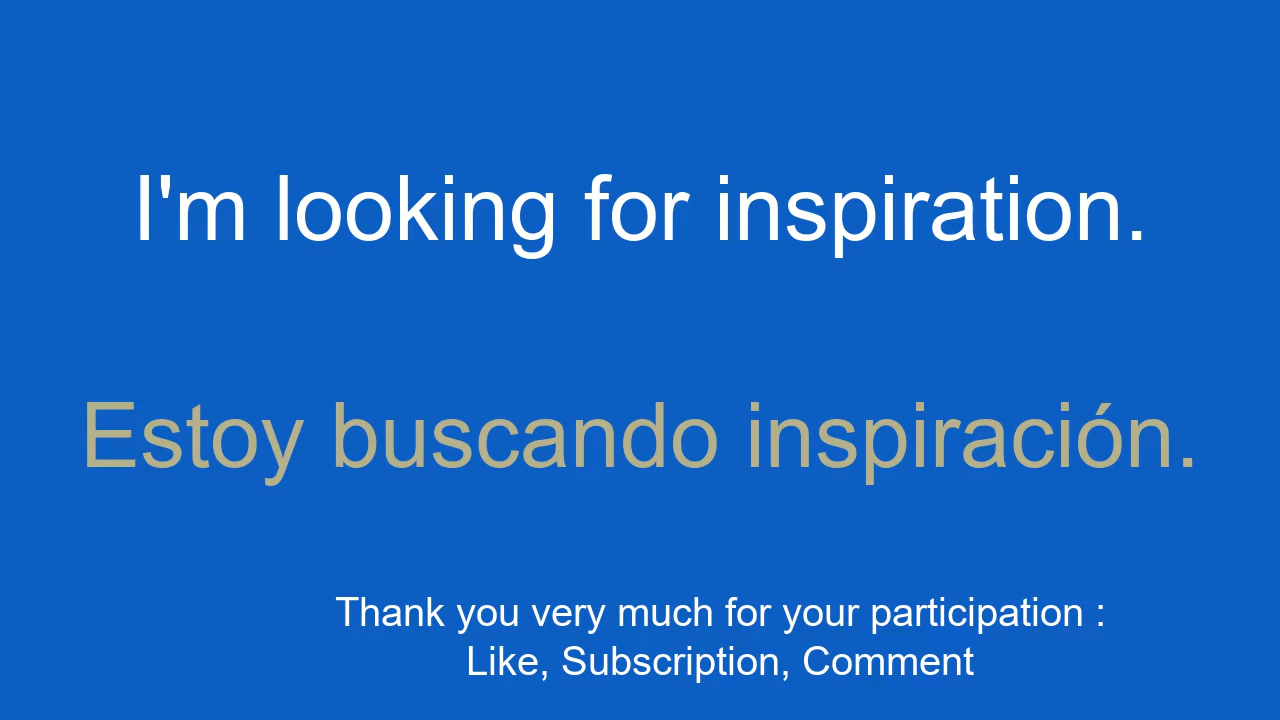 I'm looking for inspiration.
Estoy buscando inspiración.
Thank you very much for your participation :
Like, Subscription, Comment